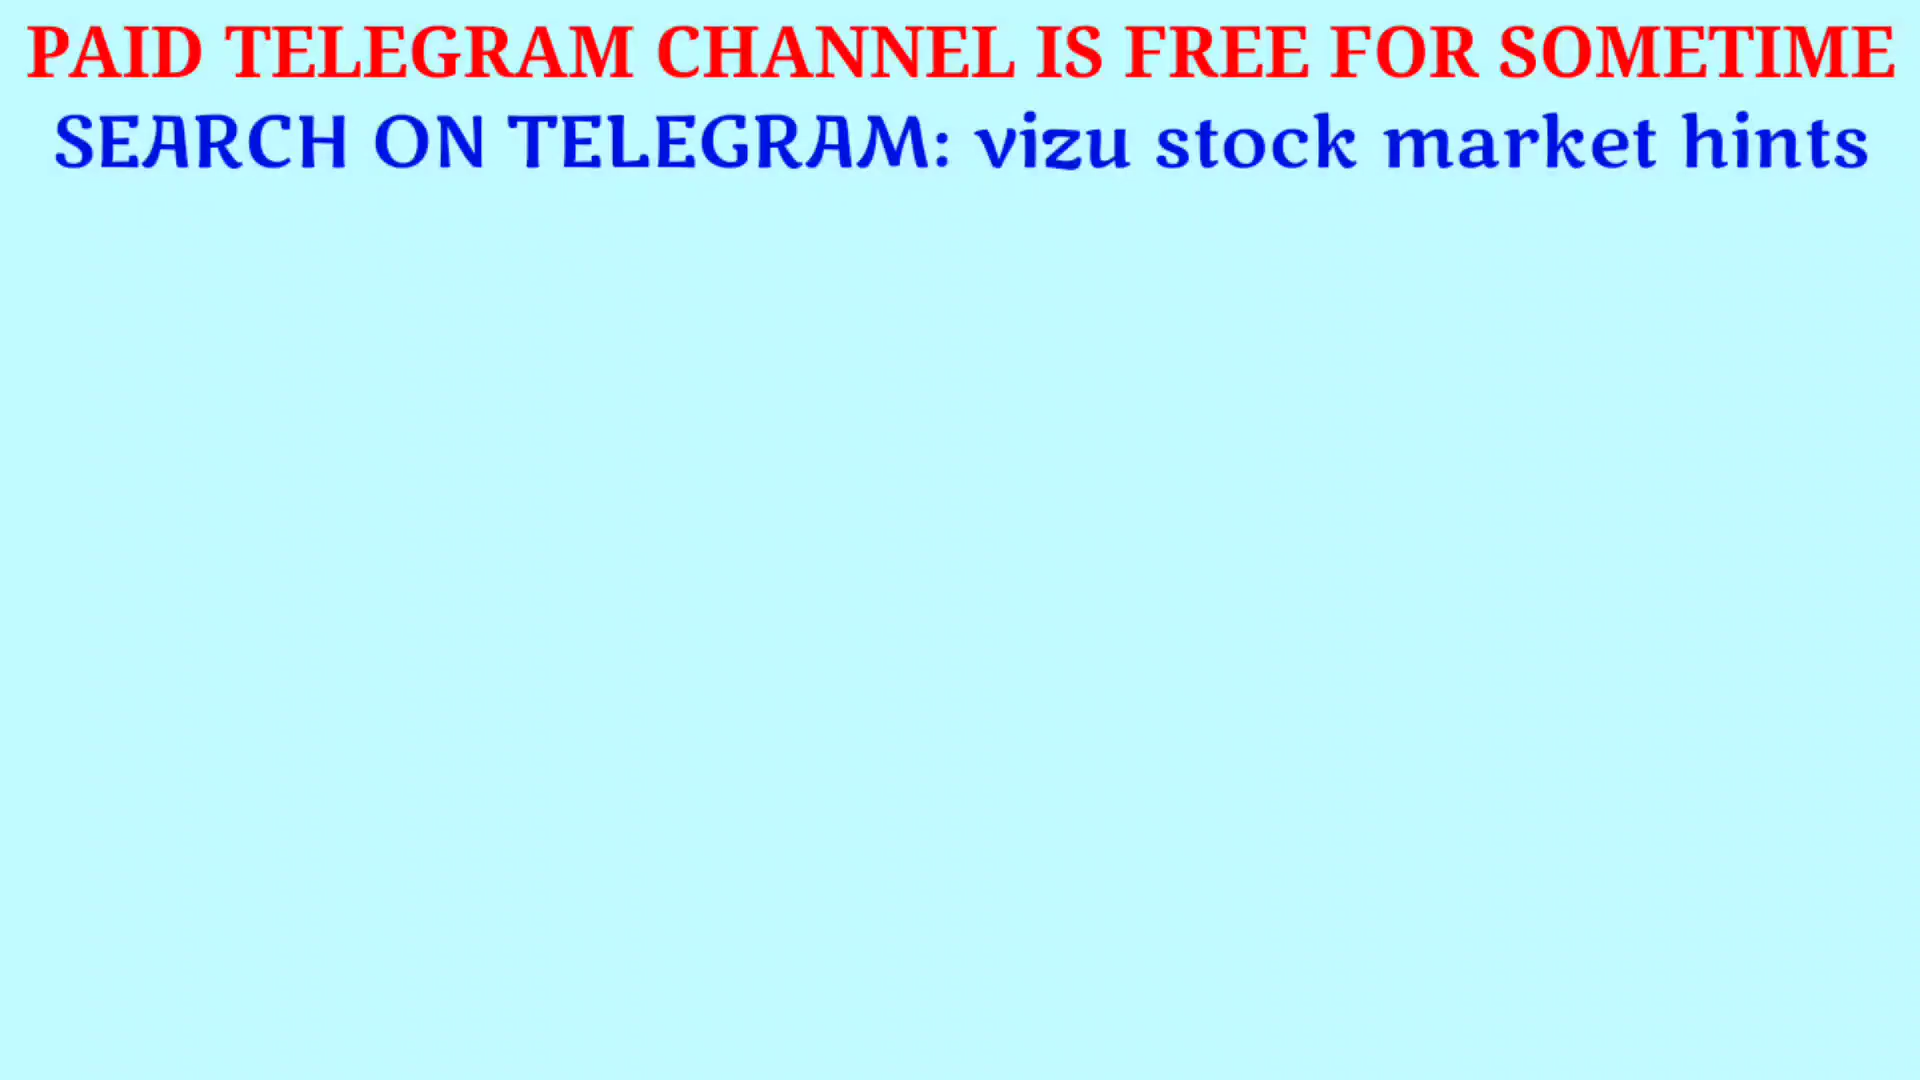 PAID TELEGRAM CHANNEL IS FREE FOR SOMETIME
SEARCH ON TELEGRAM: vizu stock market hints